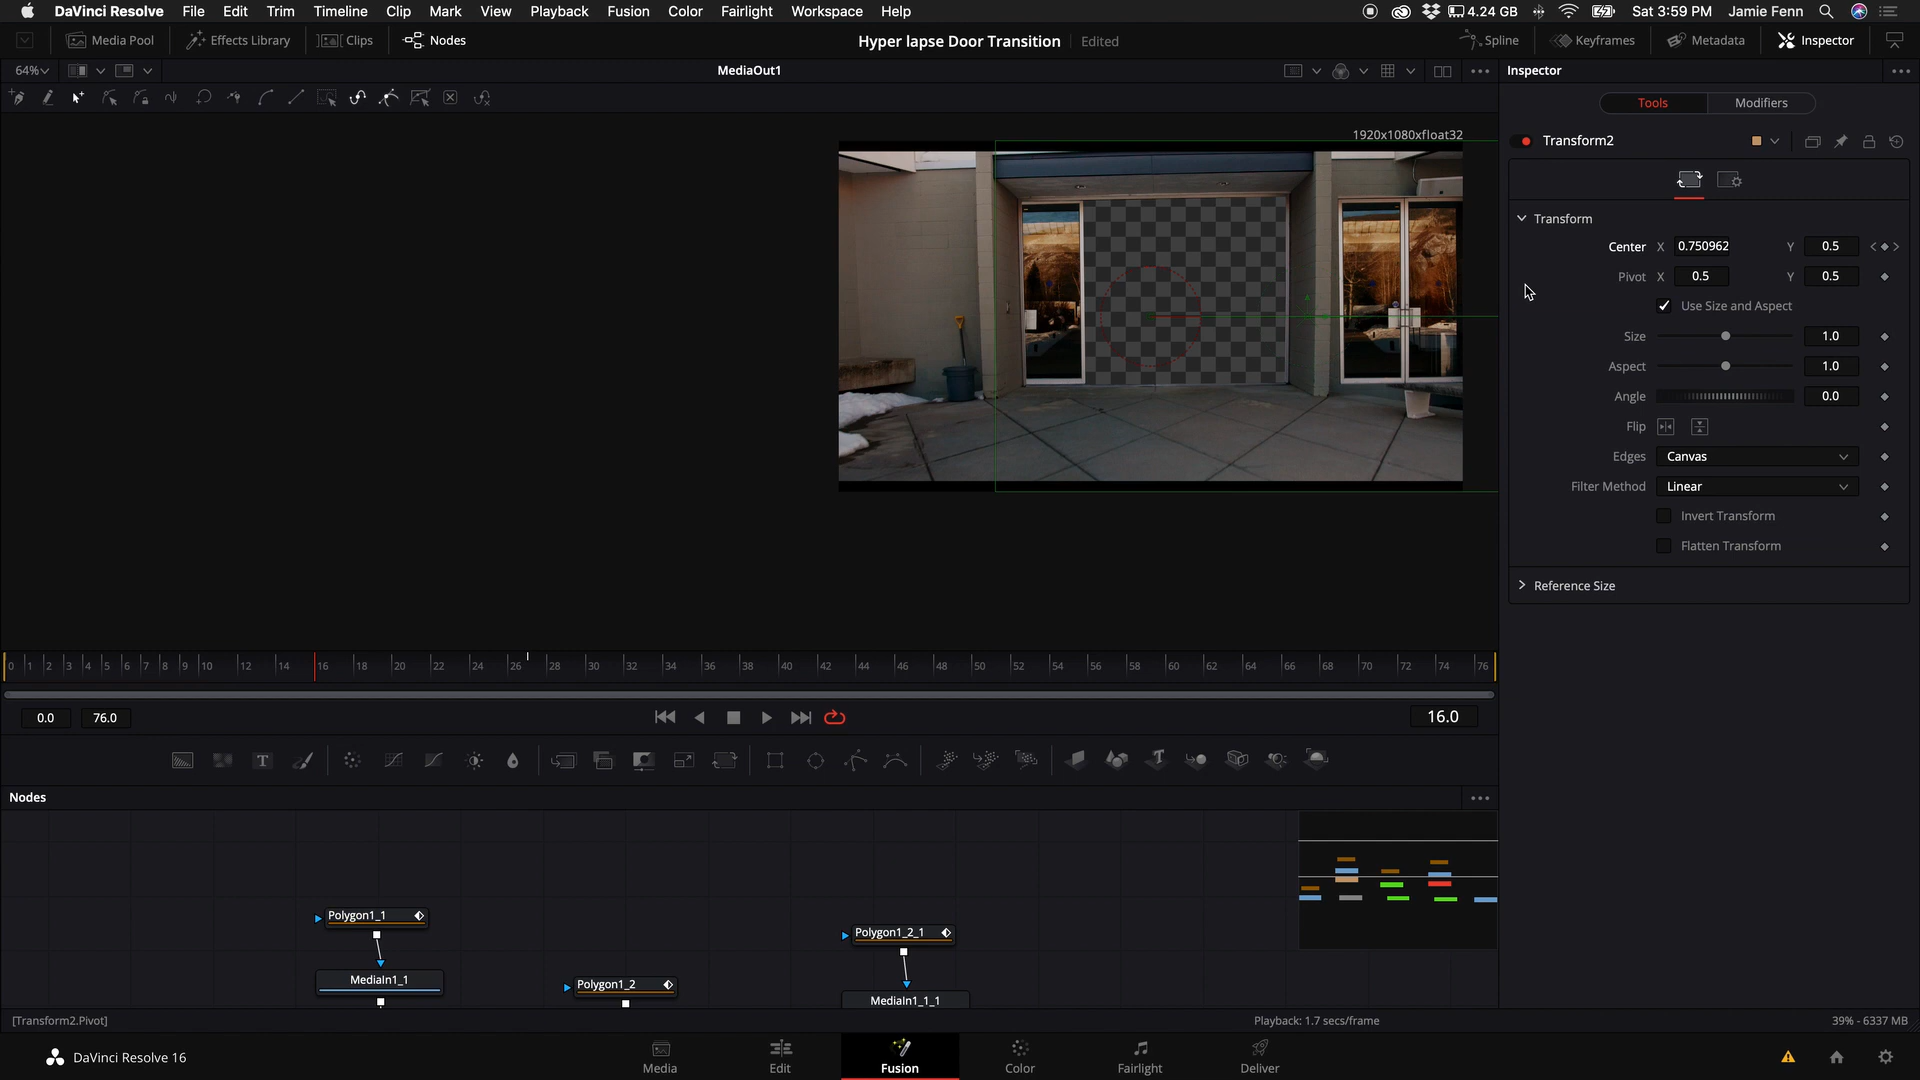 DaVinci Resolve File Edit Trim Timeline Clip Mark View Playback Fusion Color Fairlight Workspace Help 4.24 GB Sat 3:59 PM Jamie Fenn
Media Pool Effects Library Clips Nodes Hyper lapse Door Transition Edited Spline Keyframes Metadata Inspector
64% MediaOut1 Inspector
Tools Modifiers
1920x1080xfloat32
Transform2
Transform
Center X 0.750962 Y 0.5
Pivot X 0.5 Y 0.5
Use Size and Aspect
Size 1.0
Aspect 1.0
Angle 0.0
Flip
Edges Canvas
Filter Method Linear
Invert Transform
Flatten Transform
Reference Size
0 1 2 3 4 5 6 7 8 9 10 12 14 16 18 20 22 24 26 28 30 32 34 36 38 40 42 44 46 48 50 52 54 56 58 60 62 64 66 68 70 72 74 76
0.0 76.0 16.0
Nodes
Polygon1_1
Polygon1_2_1
MediaIn1_1
Polygon1_2
MediaIn1_1_1
[Transform2.Pivot] Playback: 1.7 secs/frame 39% - 6337 MB
DaVinci Resolve 16 Media Edit Fusion Color Fairlight Deliver